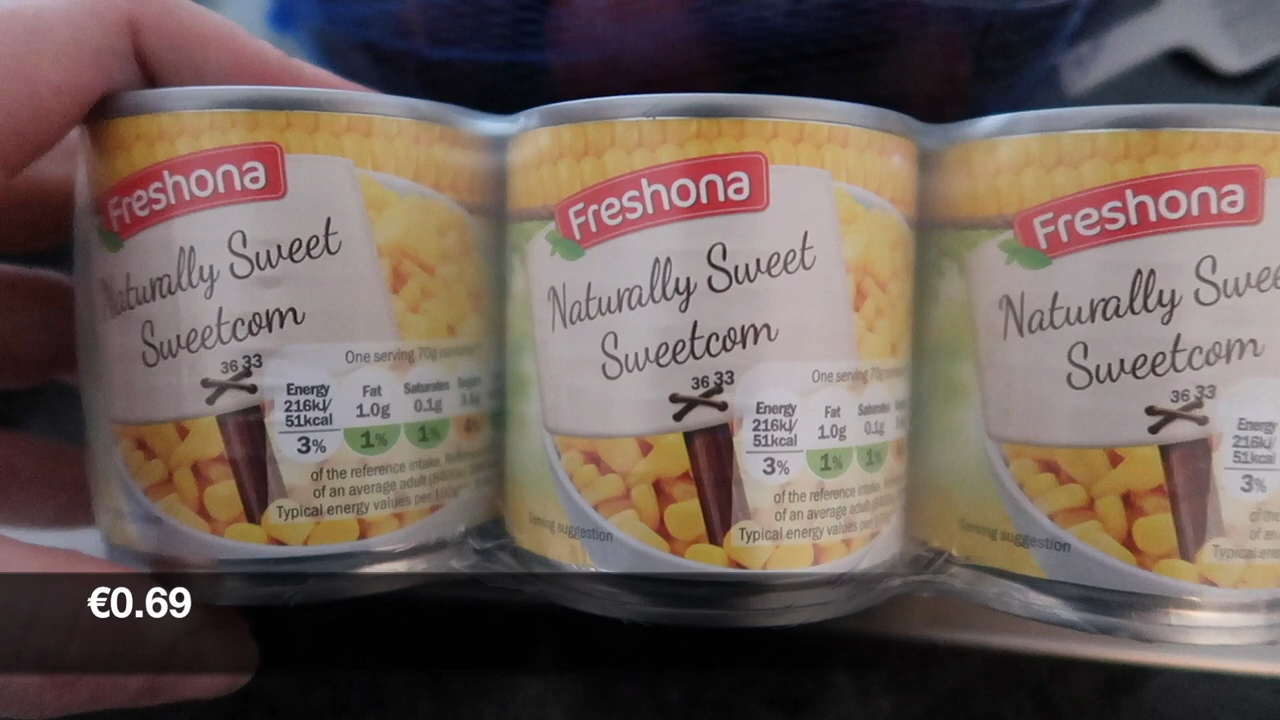 Freshona
Naturally Sweet
Sweetcorn
36 33
One serving 70g
Energy
216kJ/
51kcal
3%
Fat
1.0g
1%
Saturates
0.1g
1%
of the reference intake
of an average adult
Typical energy values per 100g
Freshona
Naturally Sweet
Sweetcorn
36 33
One serving 70g
Energy
216kJ/
51kcal
3%
Fat
1.0g
1%
Saturates
0.1g
1%
of the reference intake
of an average adult
Typical energy values per
Serving suggestion
Freshona
Naturally
Sweetcorn
36 33
Energy
216kJ/
51kcal
3%
Serving suggestion
€0.69